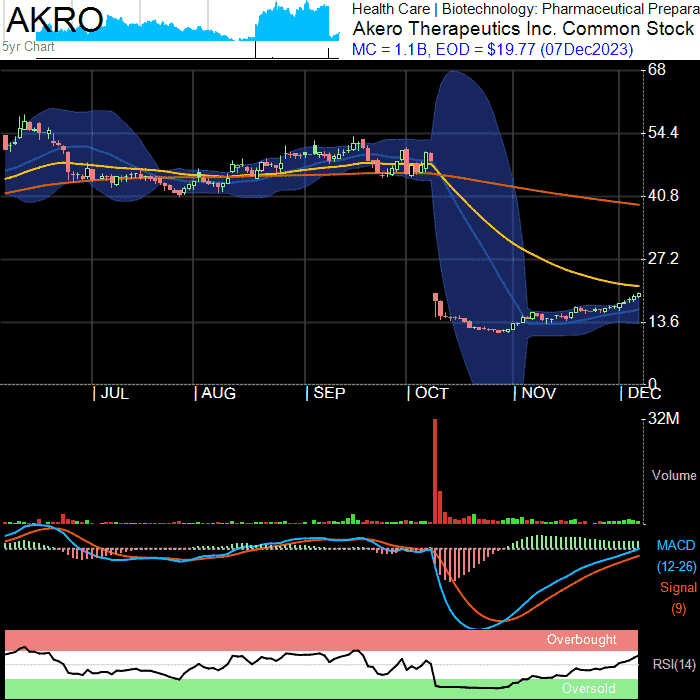 AKRO
5yr Chart
Health Care | Biotechnology: Pharmaceutical Prepara
Akero Therapeutics Inc. Common Stock
MC = 1.1B, EOD = $19.77 (07Dec2023)
68
54.4
40.8
27.2
13.6
0
| JUL
| AUG
| SEP
| OCT
| NOV
| DEC
32M
Volume
MACD
(12-26)
Signal
(9)
Overbought
RSI(14)
Oversold